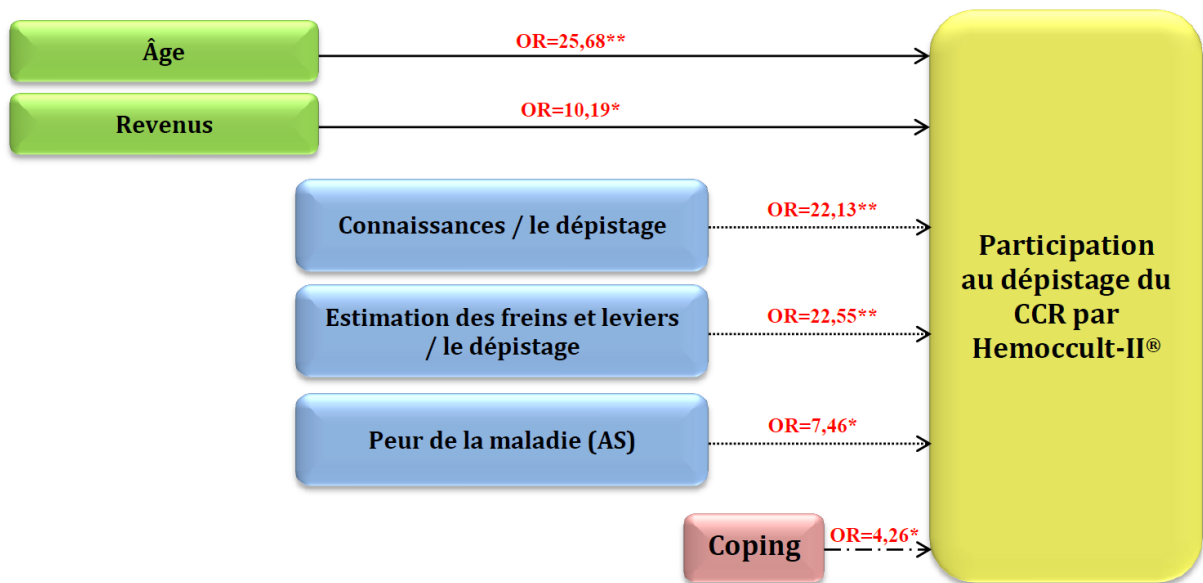 Âge
OR=25,68**
Revenus
OR=10,19*
Connaissances / le dépistage
OR=22,13**
Estimation des freins et leviers
/ le dépistage
OR=22,55**
Peur de la maladie (AS)
OR=7,46*
Coping
OR=4,26*
Participation
au dépistage du
CCR par
Hemoccult-II®